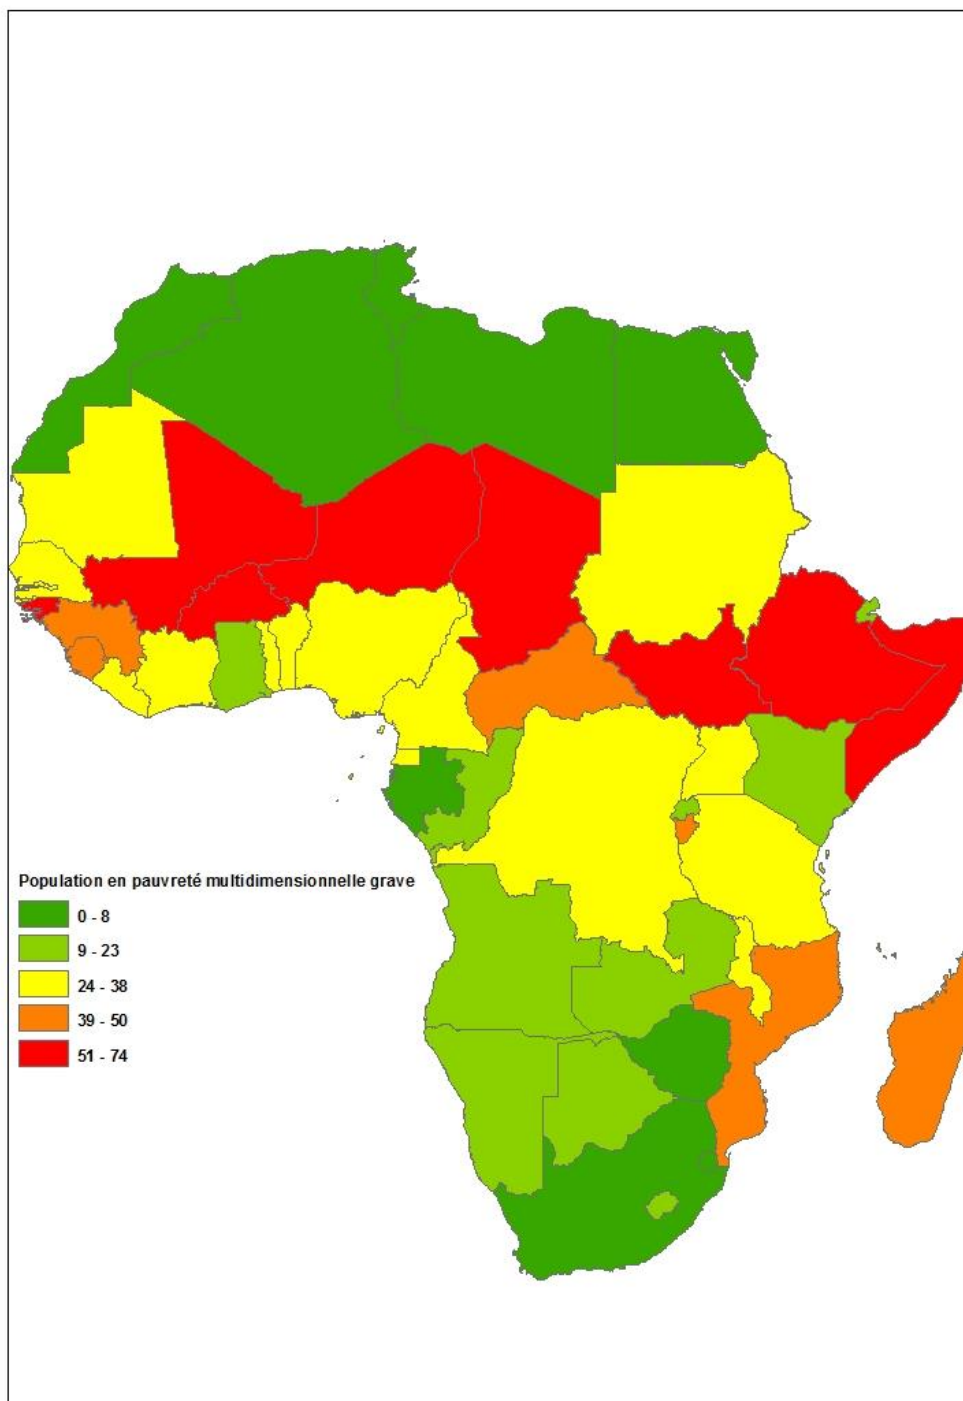 Population en pauvreté multidimensionnelle grave
0 - 8
9 - 23
24 - 38
39 - 50
51 - 74